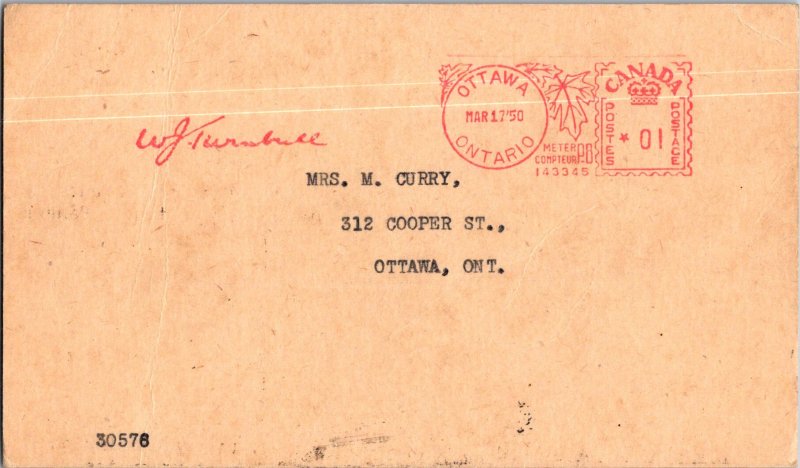 OTTAWA
MAR 17'50
ONTARIO
METER
COMPTEUR P.B
143345
CANADA
POSTES
* 01
POSTAGE
W J. Turnbull
MRS. M. CURRY,
312 COOPER ST.,
OTTAWA, ONT.
30576